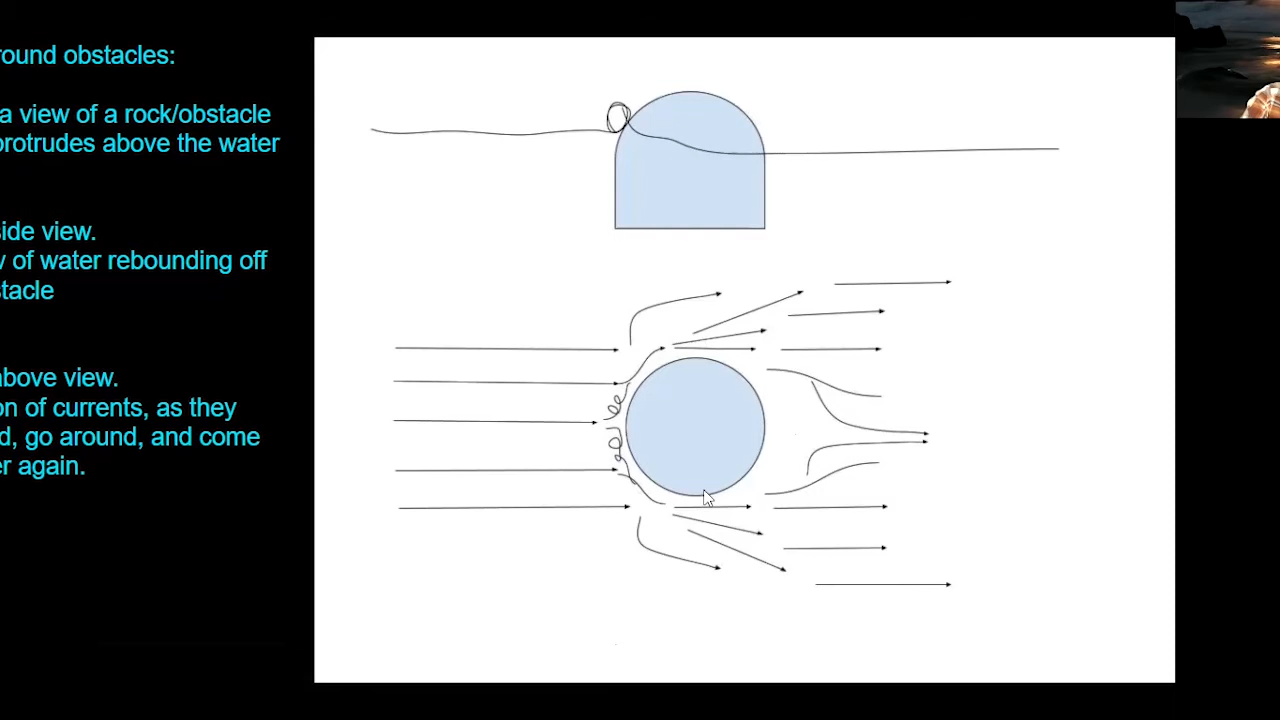 round obstacles:
a view of a rock/obstacle
protrudes above the water
side view.
of water rebounding off
stacle
above view.
on of currents, as they
d, go around, and come
er again.